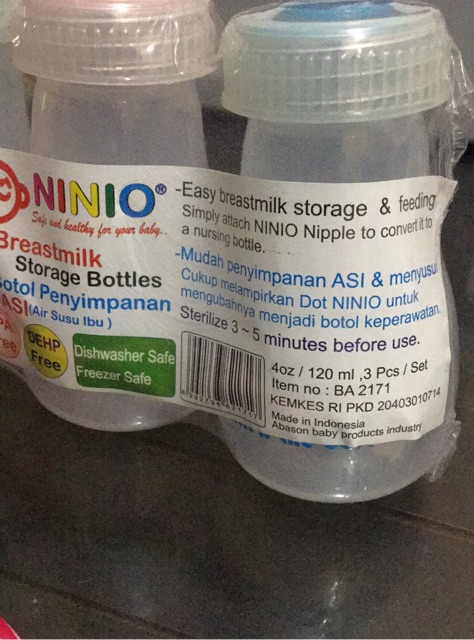 NINIO®
Safe and healthy for your baby..
Breastmilk
Storage Bottles
Botol Penyimpanan
ASI (Air Susu Ibu)
DEHP
Free
Dishwasher Safe
Freezer Safe
-Easy breastmilk storage & feeding
Simply attach NINIO Nipple to convert it to
a nursing bottle.
-Mudah penyimpanan ASI & menyusui
Cukup melampirkan Dot NINIO untuk
mengubahnya menjadi botol keperawatan.
Sterilize 3 ~ 5 minutes before use.
4oz / 120 ml ,3 Pcs / Set
Item no : BA 2171
KEMKES RI PKD 20403010714
Made in Indonesia
Abason baby products industry